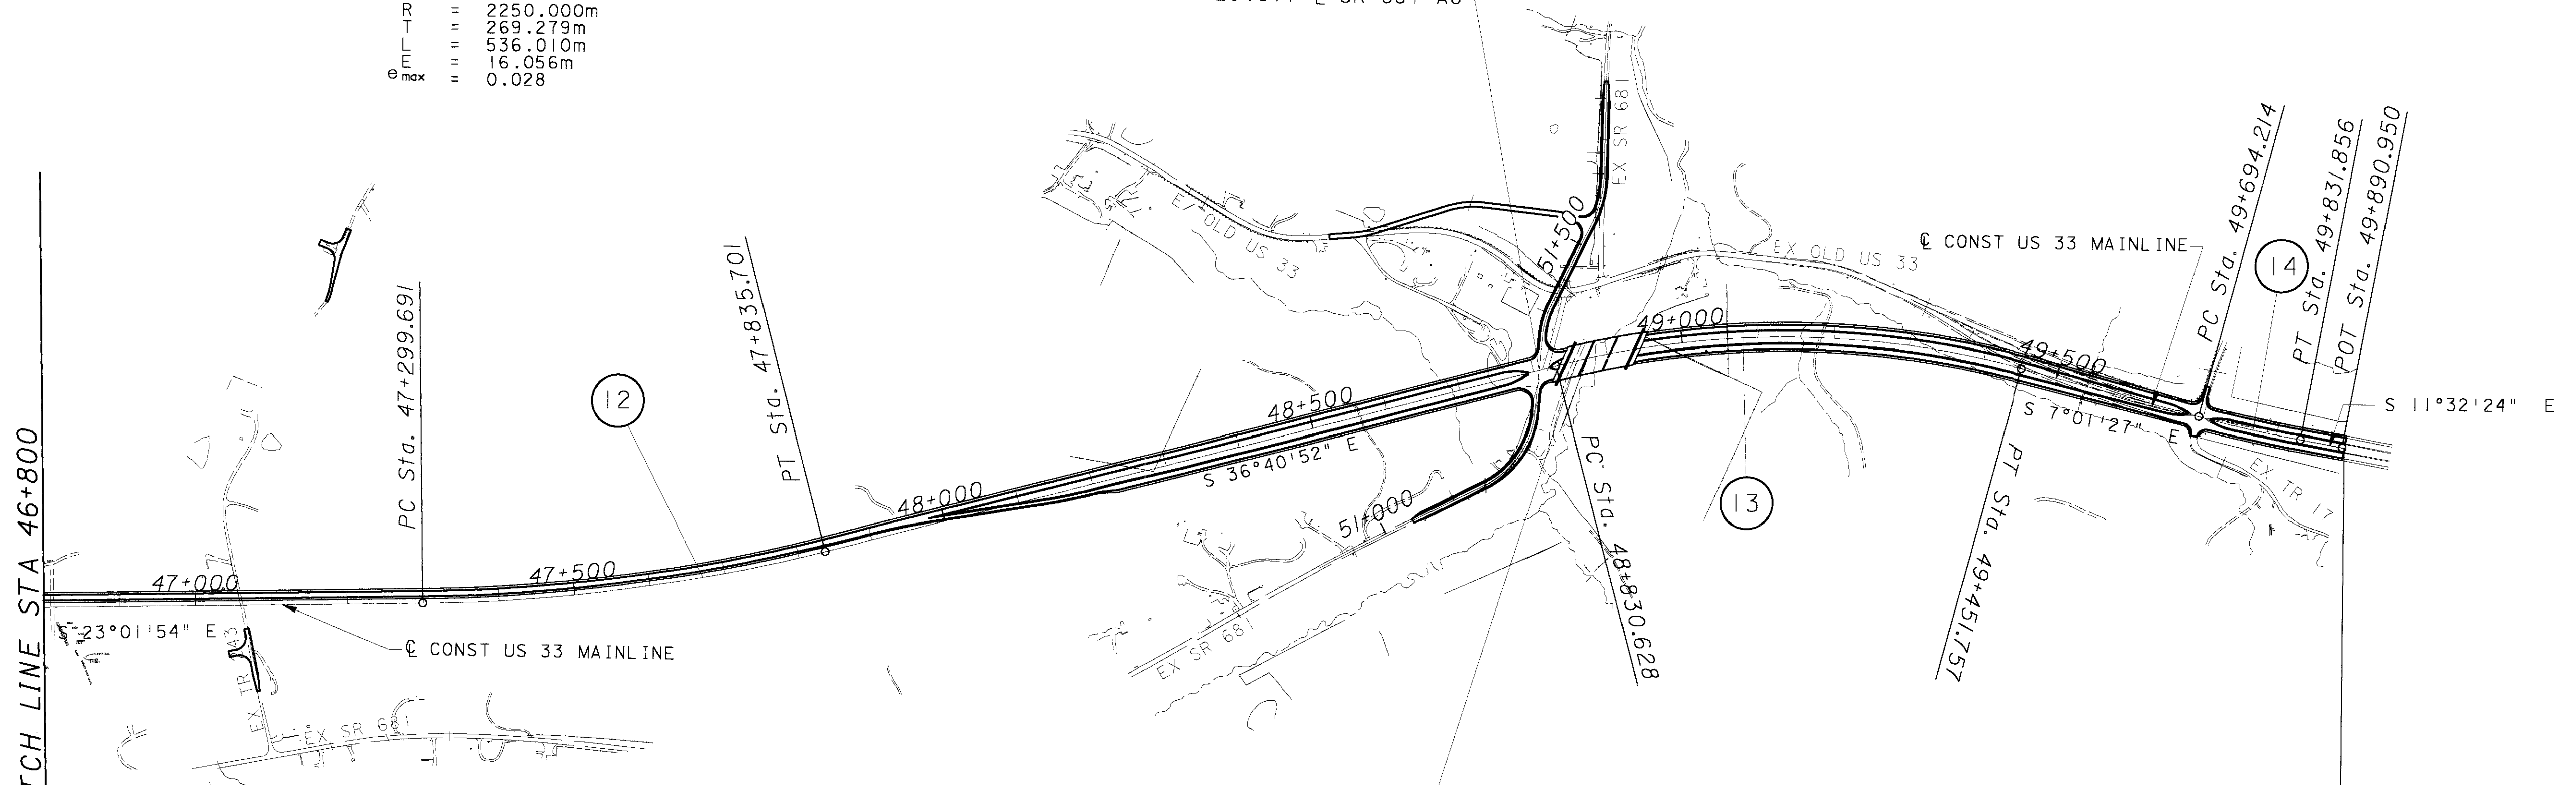 R = 2250.000m
T = 269.279m
L = 536.010m
E = 16.056m
e max = 0.028
EX SR 681
EX OLD US 33
51+500
EX OLD US 33
℄ CONST US 33 MAINLINE
PC Sta. 49+694.214
14
PT Sta. 49+831.856
POT Sta. 49+890.950
PC Sta. 47+299.691
12
PT Sta. 47+835.701
48+500
49+000
49+500
S 7°01'27" E
S 11°32'24" E
S 36°40'52" E
48+000
47+500
47+000
51+000
PC Sta. 48+830.628
13
PT Sta. 49+451.757
EX TR 17
LINE STA 46+800
S 23°01'54" E
℄ CONST US 33 MAINLINE
EX TR 143
EX SR 681
EX SR 681